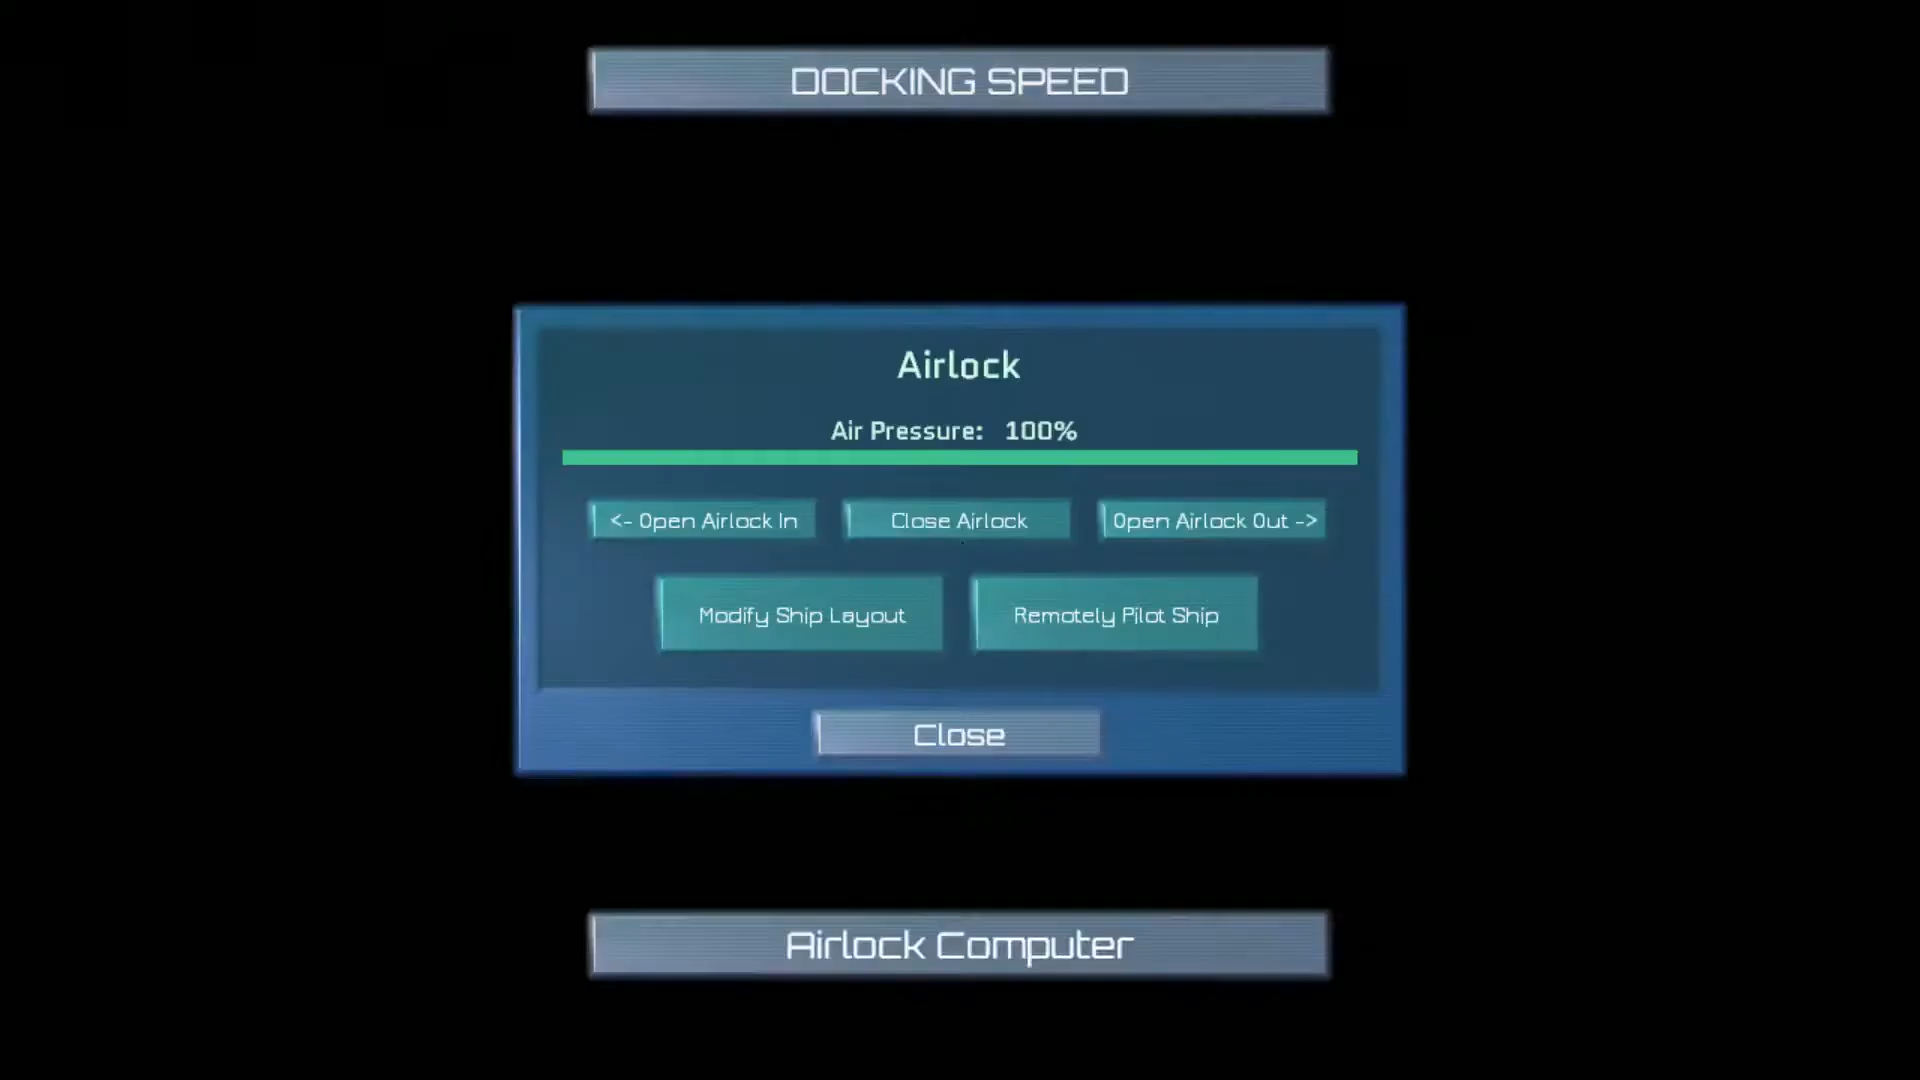 DOCKING SPEED
Airlock
Air Pressure: 100%
<- Open Airlock In
Close Airlock
Open Airlock Out ->
Modify Ship Layout
Remotely Pilot Ship
Close
Airlock Computer